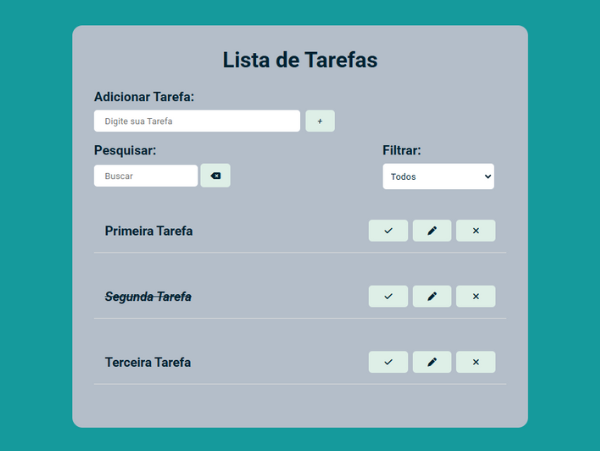 Lista de Tarefas
Adicionar Tarefa:
Digite sua Tarefa
+
Pesquisar:
Filtrar:
Buscar
Todos
Primeira Tarefa
Segunda Tarefa
Terceira Tarefa